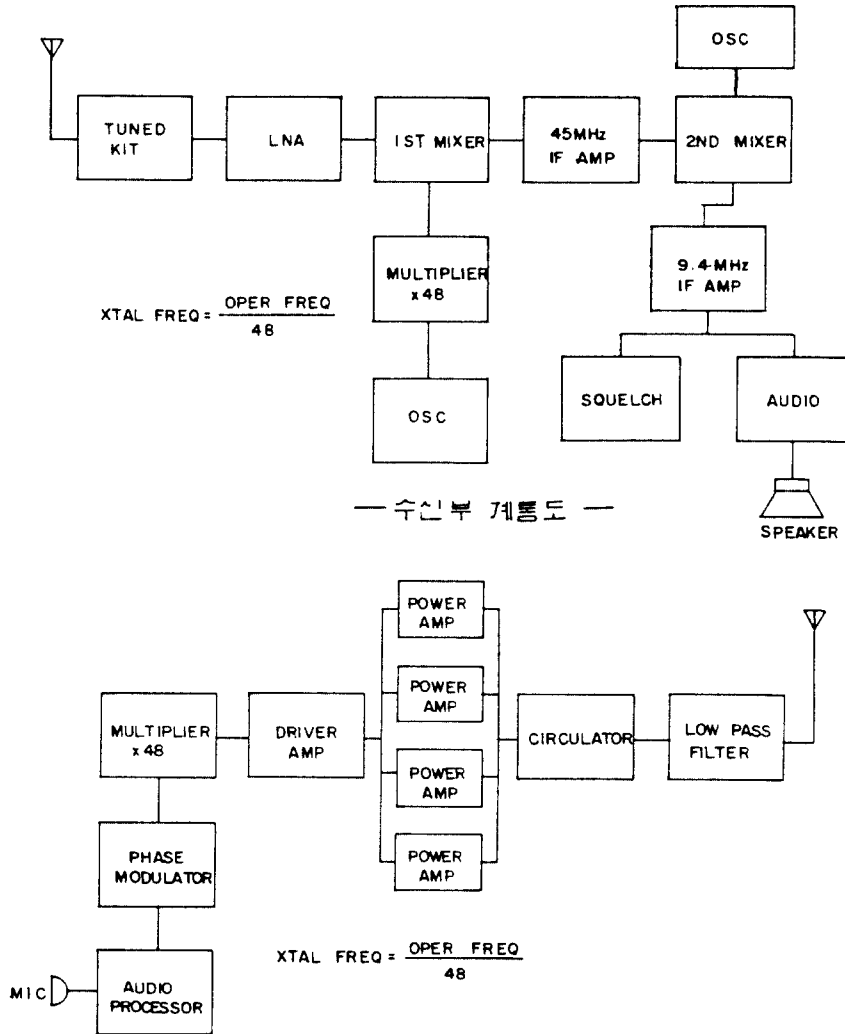 OSC
TUNED
KIT
LNA
1ST MIXER
45MHz
IF AMP
2ND MIXER
MULTIPLIER
x48
9.4MHz
IF AMP
XTAL FREQ = OPER FREQ
48
OSC
SQUELCH
AUDIO
— 수신부 계통도 —
SPEAKER
POWER
AMP
POWER
AMP
MULTIPLIER
x48
DRIVER
AMP
CIRCULATOR
LOW PASS
FILTER
POWER
AMP
POWER
AMP
PHASE
MODULATOR
XTAL FREQ = OPER FREQ
48
MIC
AUDIO
PROCESSOR